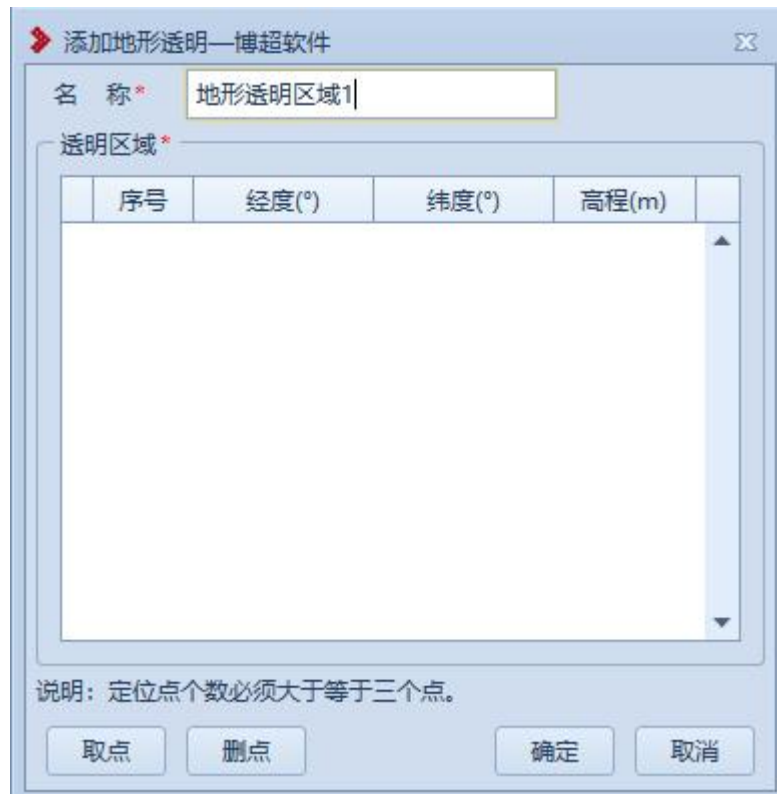 添加地形透明—博超软件
名 称* 地形透明区域1
透明区域*
序号 经度(°) 纬度(°) 高程(m)
说明：定位点个数必须大于等于三个点。
取点 删点 确定 取消